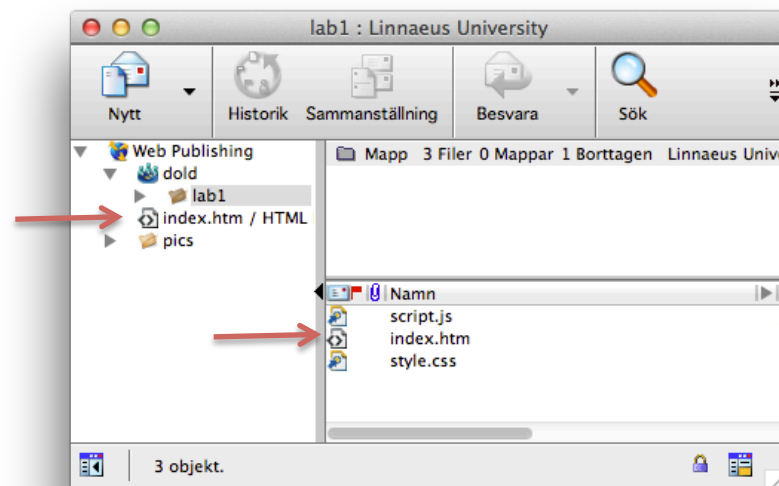 lab1 : Linnaeus University
Nytt
Historik
Sammanställning
Besvara
Sök
Web Publishing
dold
lab1
index.htm / HTML
pics
Mapp 3 Filer 0 Mappar 1 Borttagen Linnaeus Unive
Namn
script.js
index.htm
style.css
3 objekt.